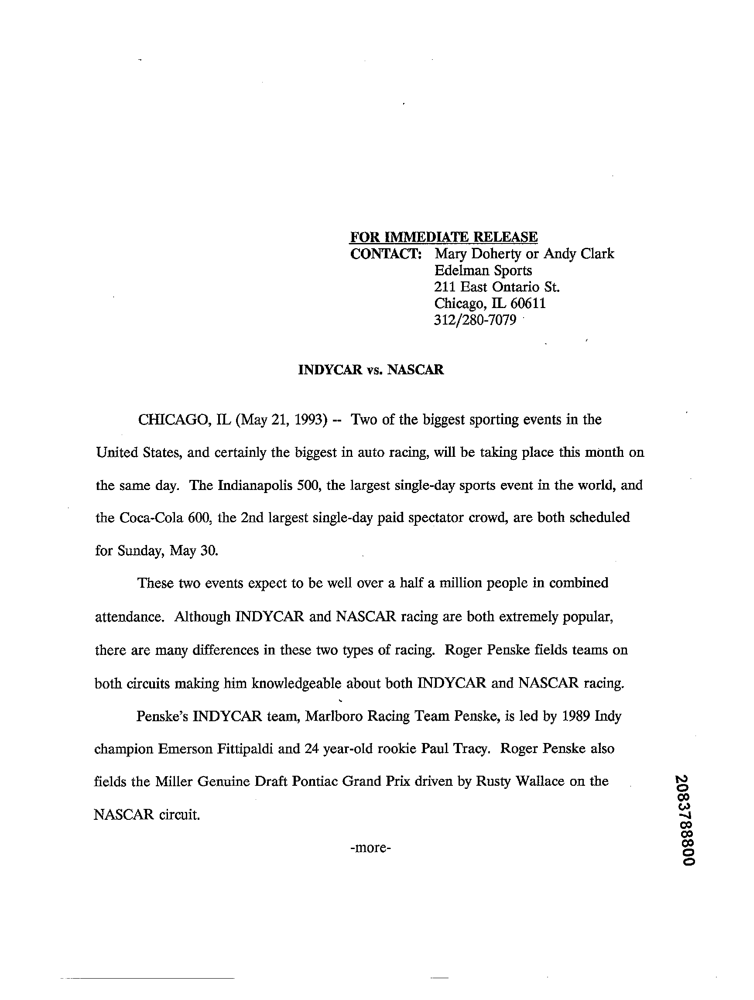 FOR IMMEDIATE RELEASE
CONTACT: Mary Doherty or Andy Clark
Edelman Sports
211 East Ontario St.
Chicago, IL 60611
312/280-7079
INDYCAR vs. NASCAR
CHICAGO, IL (May 21, 1993) -- Two of the biggest sporting events in the
United States, and certainly the biggest in auto racing, will be taking place this month on
the same day. The Indianapolis 500, the largest single-day sports event in the world, and
the Coca-Cola 600, the 2nd largest single-day paid spectator crowd, are both scheduled
for Sunday, May 30.
These two events expect to be well over a half a million people in combined
attendance. Although INDYCAR and NASCAR racing are both extremely popular,
there are many differences in these two types of racing. Roger Penske fields teams on
both circuits making him knowledgeable about both INDYCAR and NASCAR racing.
Penske's INDYCAR team, Marlboro Racing Team Penske, is led by 1989 Indy
champion Emerson Fittipaldi and 24 year-old rookie Paul Tracy. Roger Penske also
fields the Miller Genuine Draft Pontiac Grand Prix driven by Rusty Wallace on the
NASCAR circuit.
-more-
2083788800